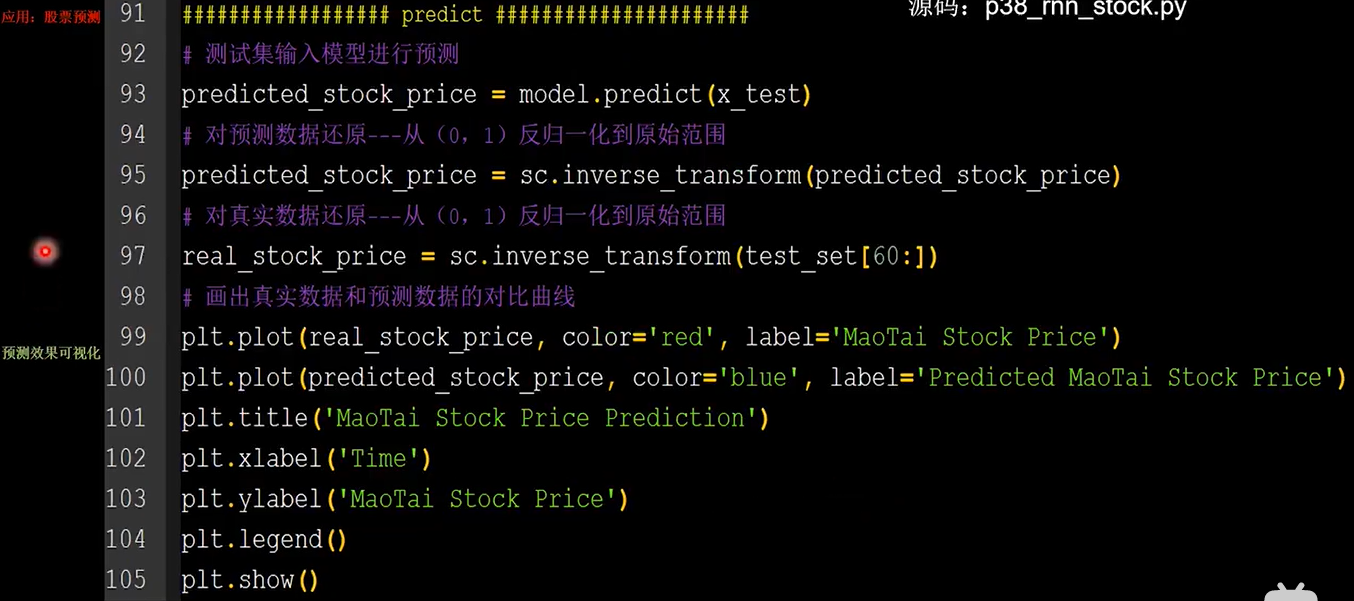 应用：股票预测
源码：p38_rnn_stock.py
91 ################# predict #####################
92 # 测试集输入模型进行预测
93 predicted_stock_price = model.predict(x_test)
94 # 对预测数据还原---从（0，1）反归一化到原始范围
95 predicted_stock_price = sc.inverse_transform(predicted_stock_price)
96 # 对真实数据还原---从（0，1）反归一化到原始范围
97 real_stock_price = sc.inverse_transform(test_set[60:])
98 # 画出真实数据和预测数据的对比曲线
99 plt.plot(real_stock_price, color='red', label='MaoTai Stock Price')
预测效果可视化
100 plt.plot(predicted_stock_price, color='blue', label='Predicted MaoTai Stock Price')
101 plt.title('MaoTai Stock Price Prediction')
102 plt.xlabel('Time')
103 plt.ylabel('MaoTai Stock Price')
104 plt.legend()
105 plt.show()